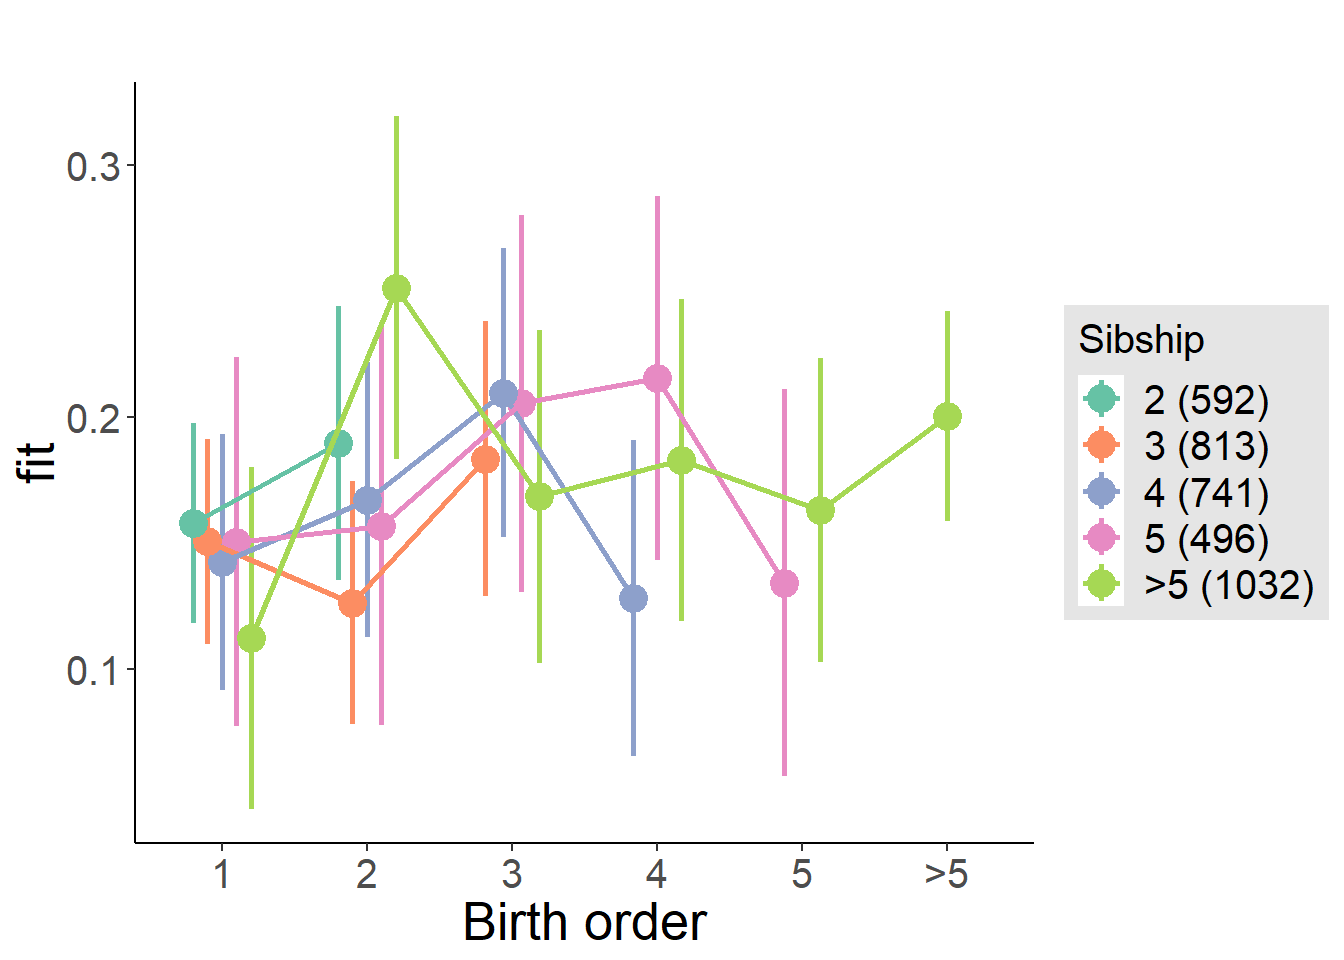 0.3
0.2
0.1
fit
1 2 3 4 5 >5
Birth order
Sibship
2 (592)
3 (813)
4 (741)
5 (496)
>5 (1032)